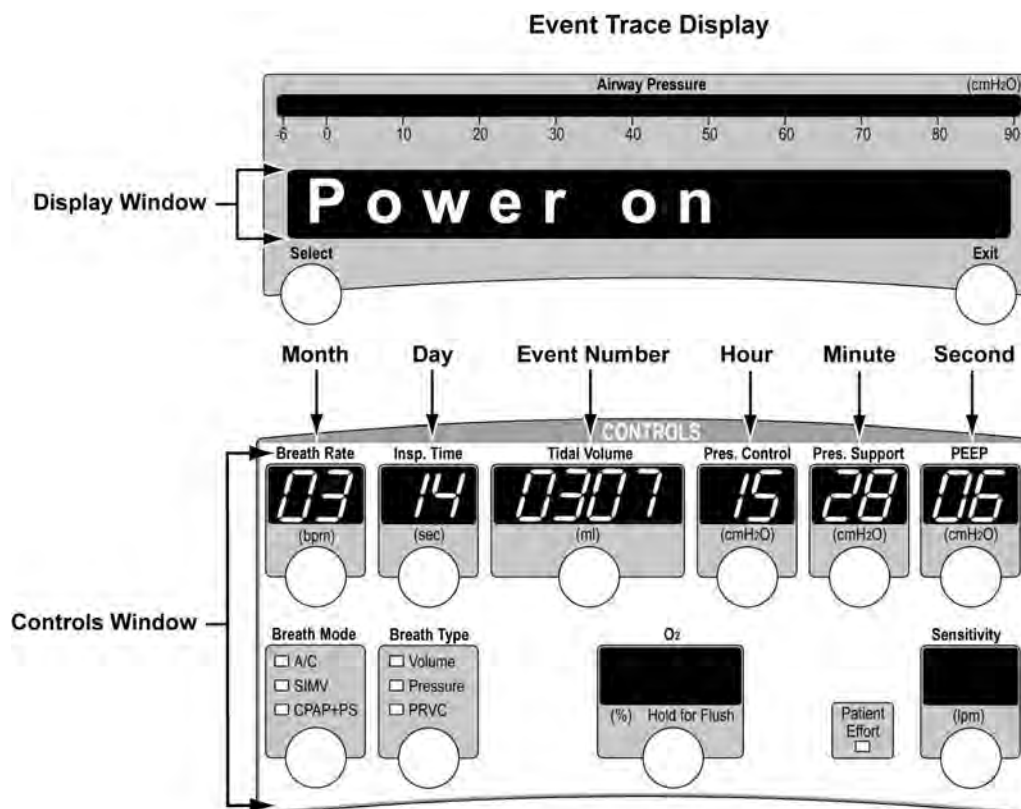 Event Trace Display
Airway Pressure (cmH2O)
-6 0 10 20 30 40 50 60 70 80 90
Display Window
Power on
Select Exit
Month Day Event Number Hour Minute Second
CONTROLS
Breath Rate Insp. Time Tidal Volume Pres. Control Pres. Support PEEP
03 14 0307 15 28 06
(bpm) (sec) (ml) (cmH2O) (cmH2O) (cmH2O)
Controls Window
Breath Mode Breath Type O2 Sensitivity
A/C Volume
SIMV Pressure
CPAP+PS PRVC
(%) Hold for Flush Patient Effort (lpm)